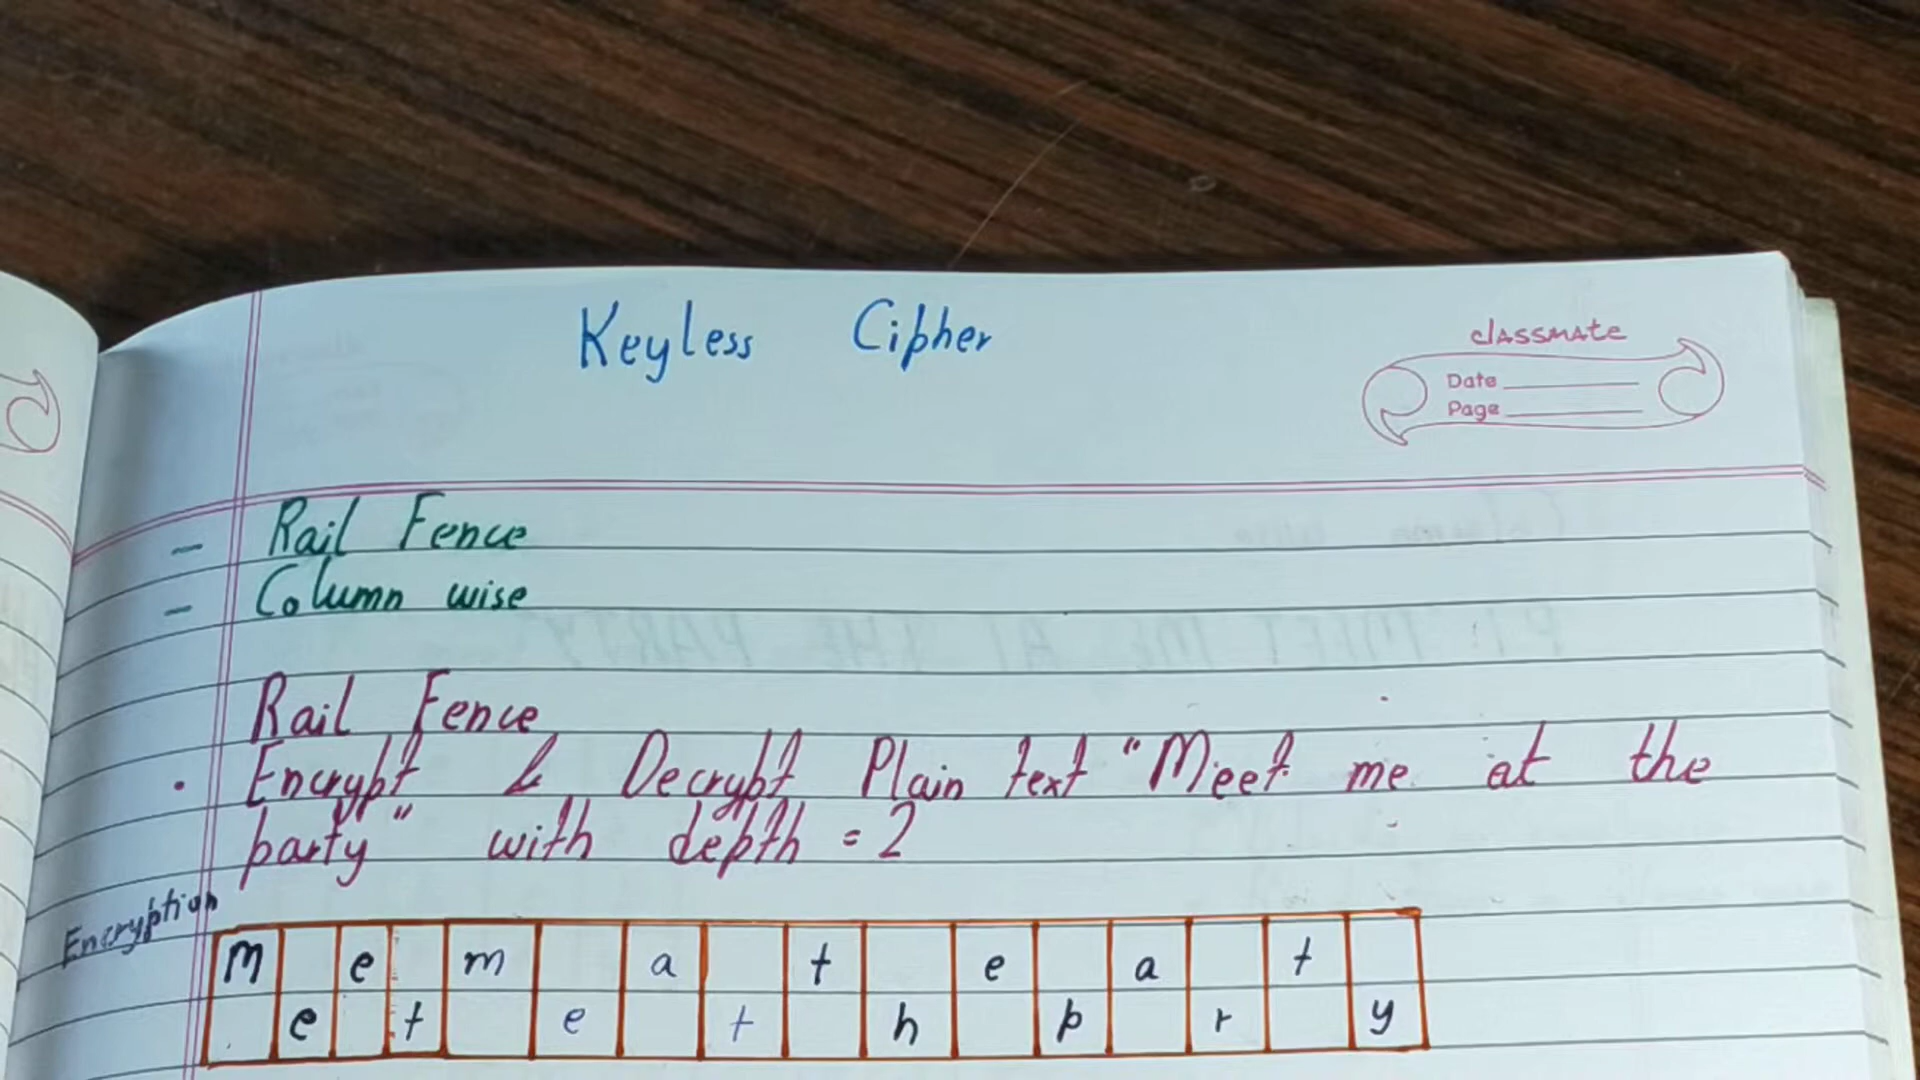 Keyless Cipher
classmate
Date
Page
- Rail Fence
- Column wise
Rail Fence
. Encrypt & Decrypt Plain text "Meet me at the
party" with depth = 2
Encryption
M e m a t e a t
e t e t h p r y